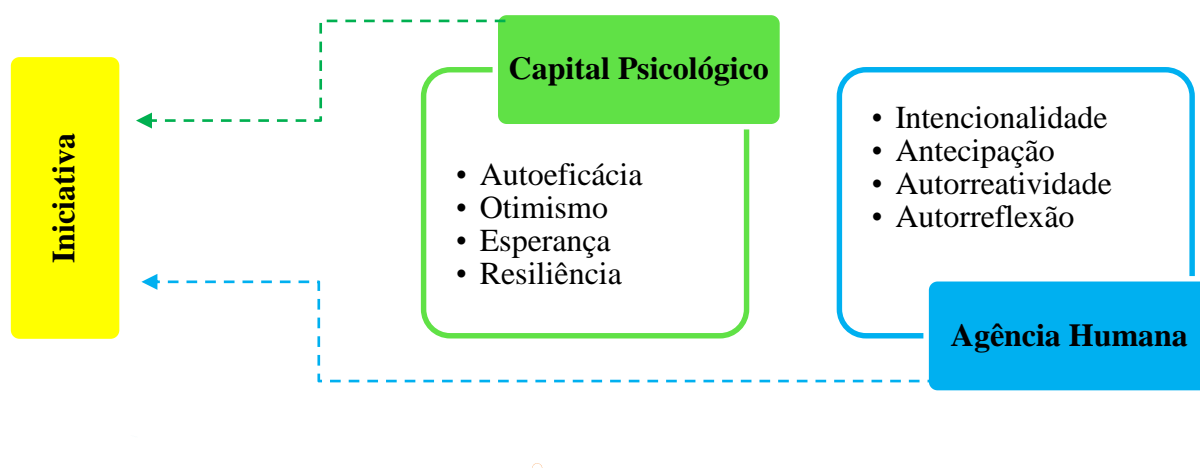 Iniciativa
Capital Psicológico
• Autoeficácia
• Otimismo
• Esperança
• Resiliência
• Intencionalidade
• Antecipação
• Autorreatividade
• Autorreflexão
Agência Humana